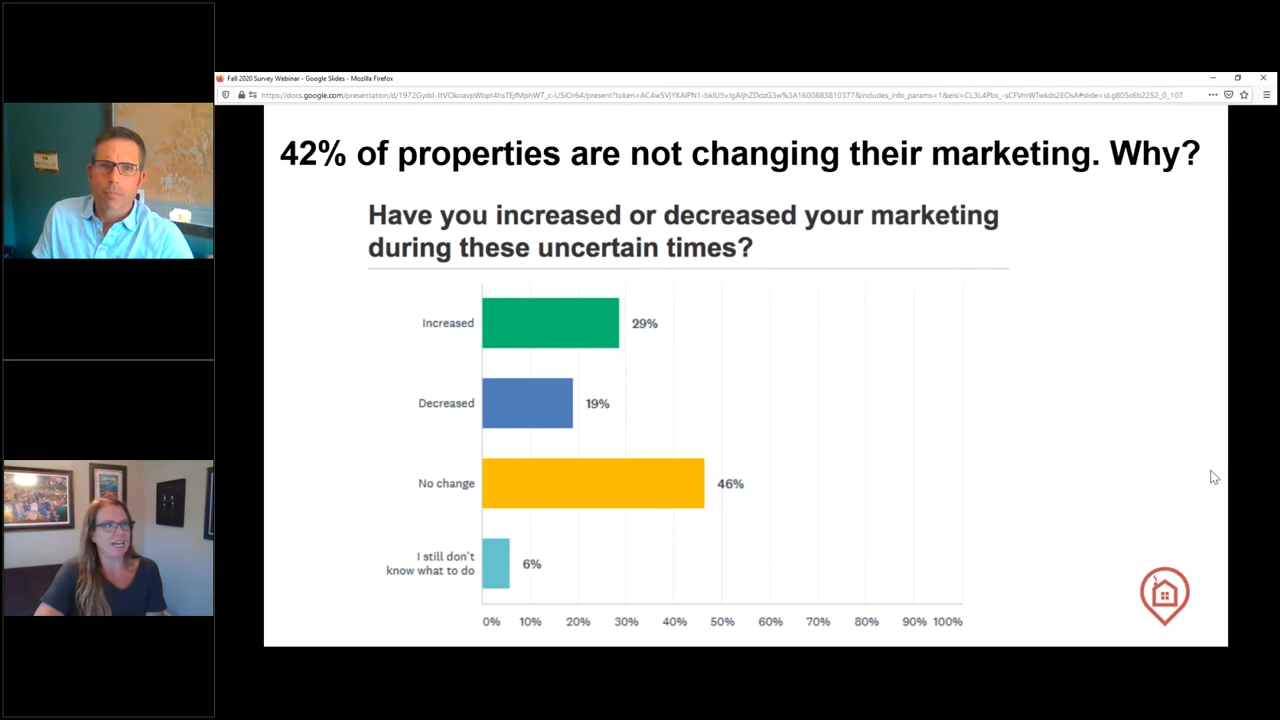 Fall 2020 Survey Webinar - Google Slides - Mozilla Firefox
42% of properties are not changing their marketing. Why?
Have you increased or decreased your marketing
during these uncertain times?
Increased
29%
Decreased
19%
No change
46%
I still don't
know what to do
6%
0% 10% 20% 30% 40% 50% 60% 70% 80% 90% 100%